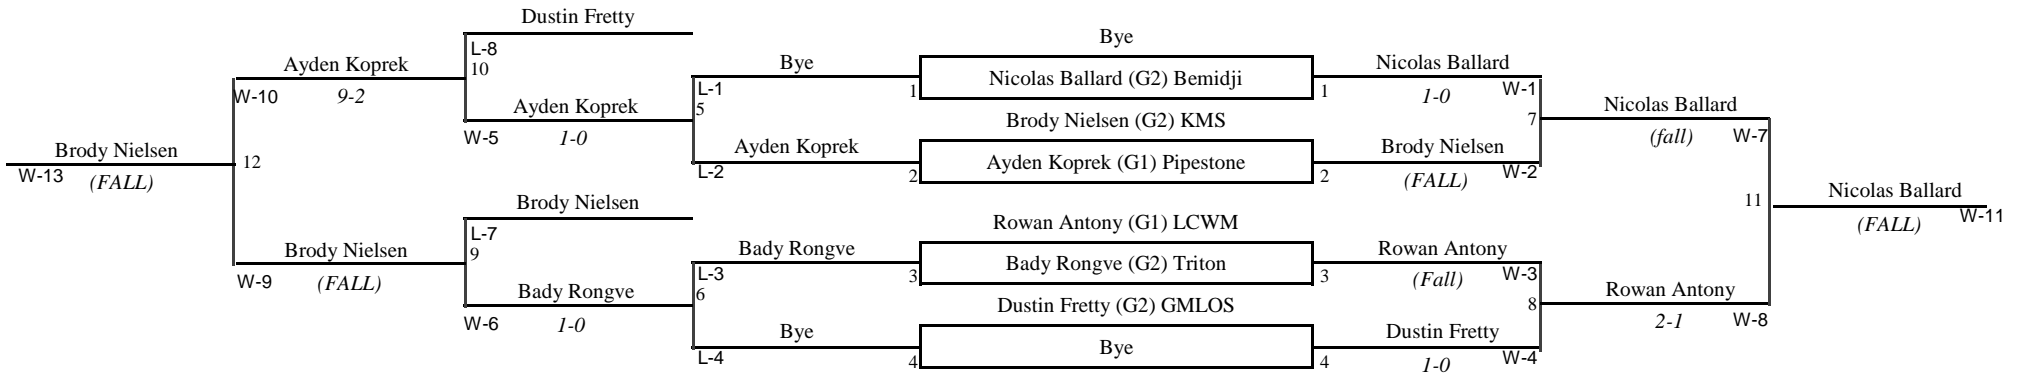 Dustin Fretty
Bye
L-8
Ayden Koprek
10
Bye
Nicolas Ballard
W-10
9-2
L-1
1
Nicolas Ballard (G2) Bemidji
1
1-0
W-1
Ayden Koprek
5
Nicolas Ballard
W-5
1-0
Brody Nielsen (G2) KMS
7
(fall)
W-7
Brody Nielsen
12
Ayden Koprek
Ayden Koprek (G1) Pipestone
Brody Nielsen
W-13
(FALL)
L-2
2
2
(FALL)
W-2
Brody Nielsen
11
Nicolas Ballard
L-7
Rowan Antony (G1) LCWM
(FALL)
W-11
Brody Nielsen
9
Bady Rongve
Rowan Antony
W-9
(FALL)
L-3
3
Bady Rongve (G2) Triton
3
(Fall)
W-3
Bady Rongve
6
Rowan Antony
W-6
1-0
Dustin Fretty (G2) GMLOS
8
2-1
W-8
Bye
Dustin Fretty
L-4
4
Bye
4
1-0
W-4